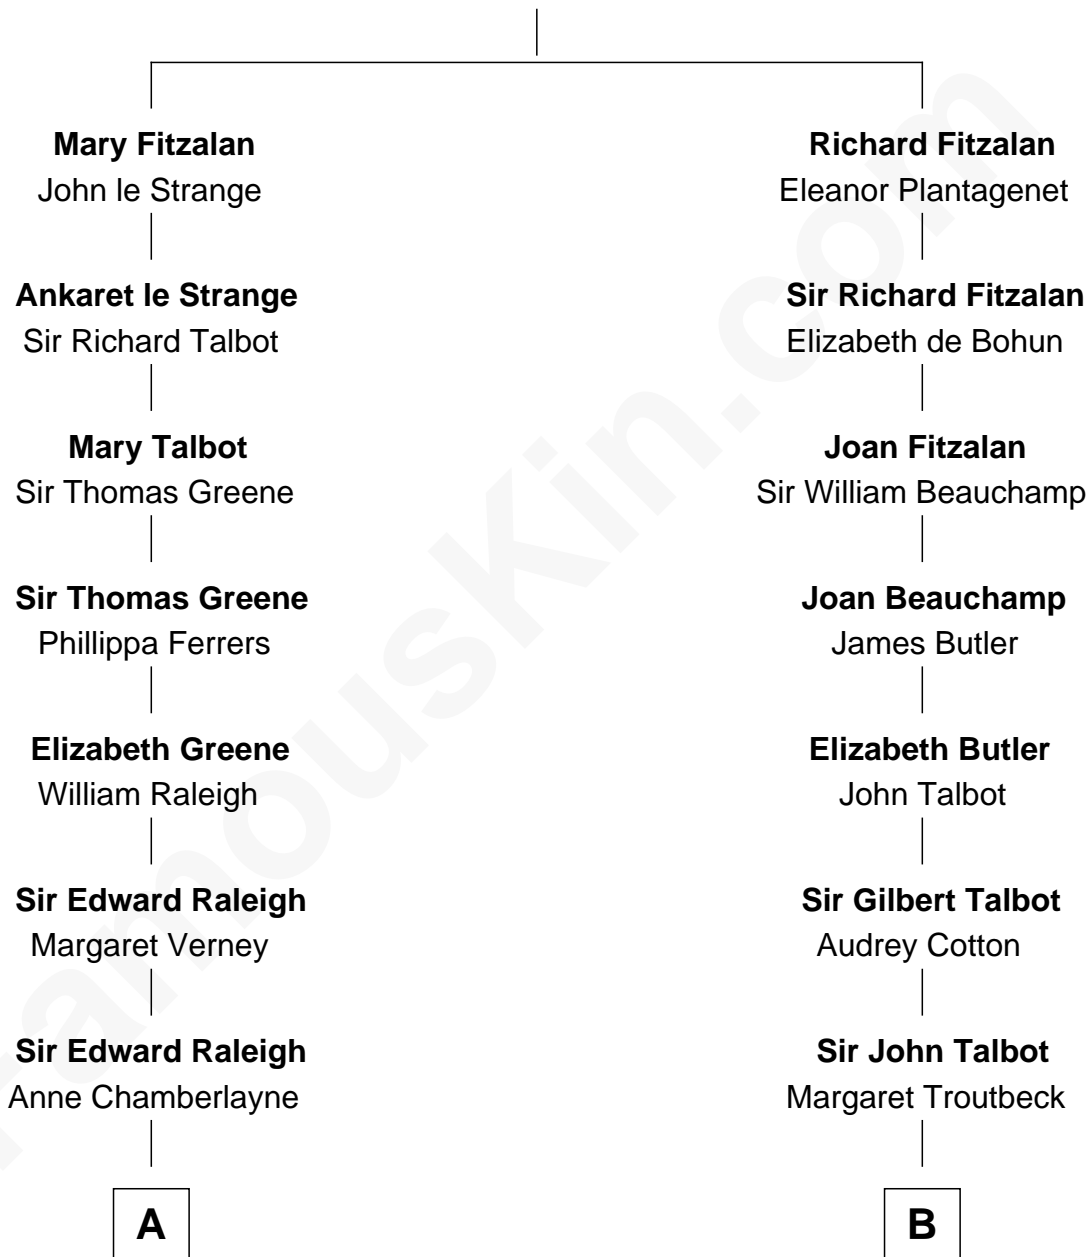 Mary Fitzalan
John le Strange
Ankaret le Strange
Sir Richard Talbot
Mary Talbot
Sir Thomas Greene
Sir Thomas Greene
Phillippa Ferrers
Elizabeth Greene
William Raleigh
Sir Edward Raleigh
Margaret Verney
Sir Edward Raleigh
Anne Chamberlayne
A
Richard Fitzalan
Eleanor Plantagenet
Sir Richard Fitzalan
Elizabeth de Bohun
Joan Fitzalan
Sir William Beauchamp
Joan Beauchamp
James Butler
Elizabeth Butler
John Talbot
Sir Gilbert Talbot
Audrey Cotton
Sir John Talbot
Margaret Troutbeck
B
FamousKin.com